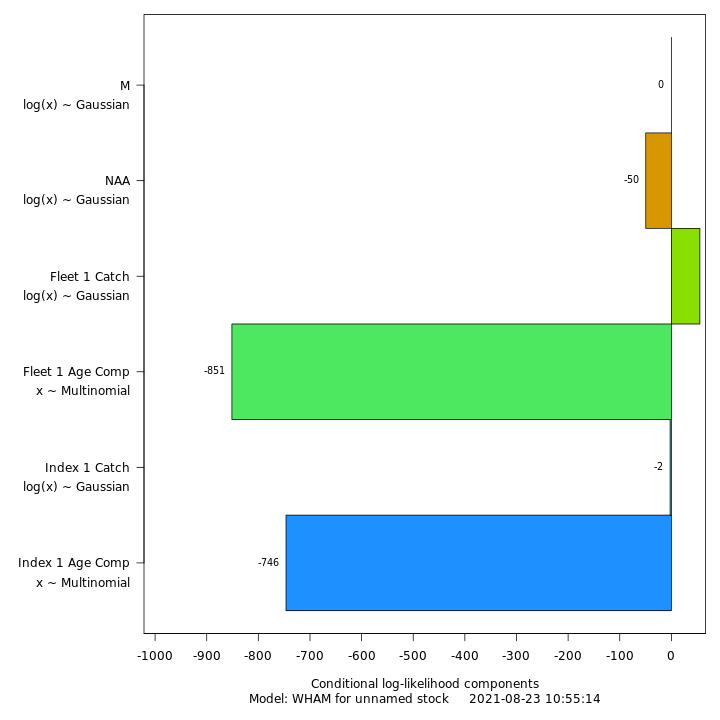 M
log(x) ~ Gaussian
0
NAA
log(x) ~ Gaussian
-50
Fleet 1 Catch
log(x) ~ Gaussian
Fleet 1 Age Comp
x ~ Multinomial
-851
Index 1 Catch
log(x) ~ Gaussian
-2
Index 1 Age Comp
x ~ Multinomial
-746
-1000 -900 -800 -700 -600 -500 -400 -300 -200 -100 0
Conditional log-likelihood components
Model: WHAM for unnamed stock 2021-08-23 10:55:14